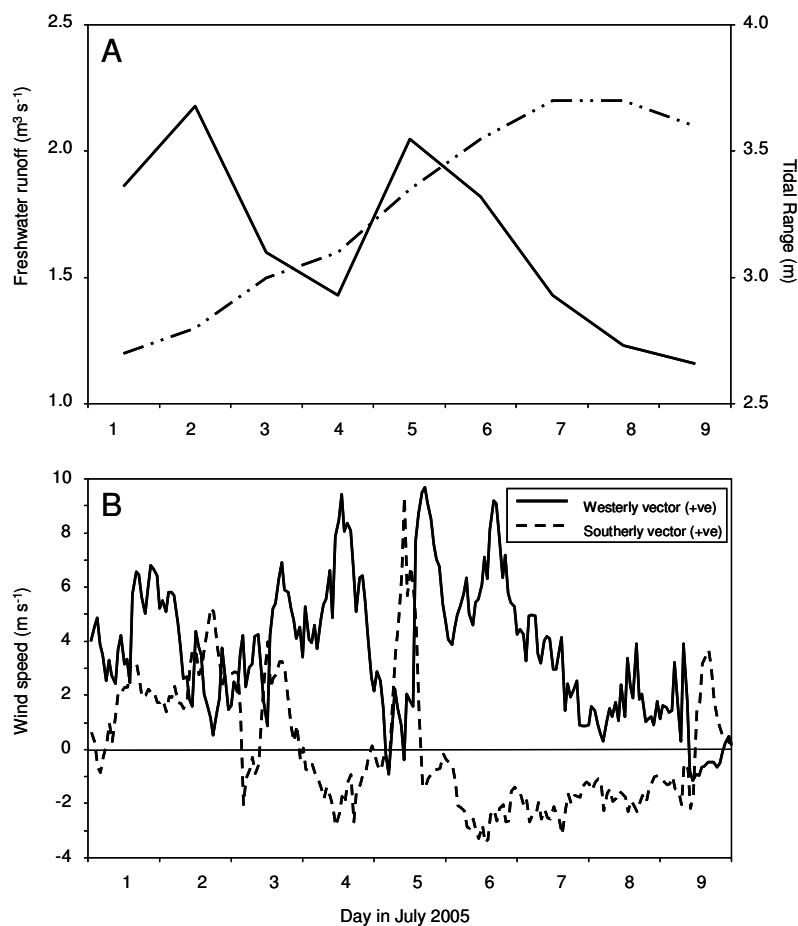 A
Freshwater runoff (m³ s⁻¹)
2.5
2.0
1.5
1.0
4.0
3.5
3.0
2.5
Tidal Range (m)
1 2 3 4 5 6 7 8 9
B
Westerly vector (+ve)
Southerly vector (+ve)
Wind speed (m s⁻¹)
10
8
6
4
2
0
-2
-4
1 2 3 4 5 6 7 8 9
Day in July 2005